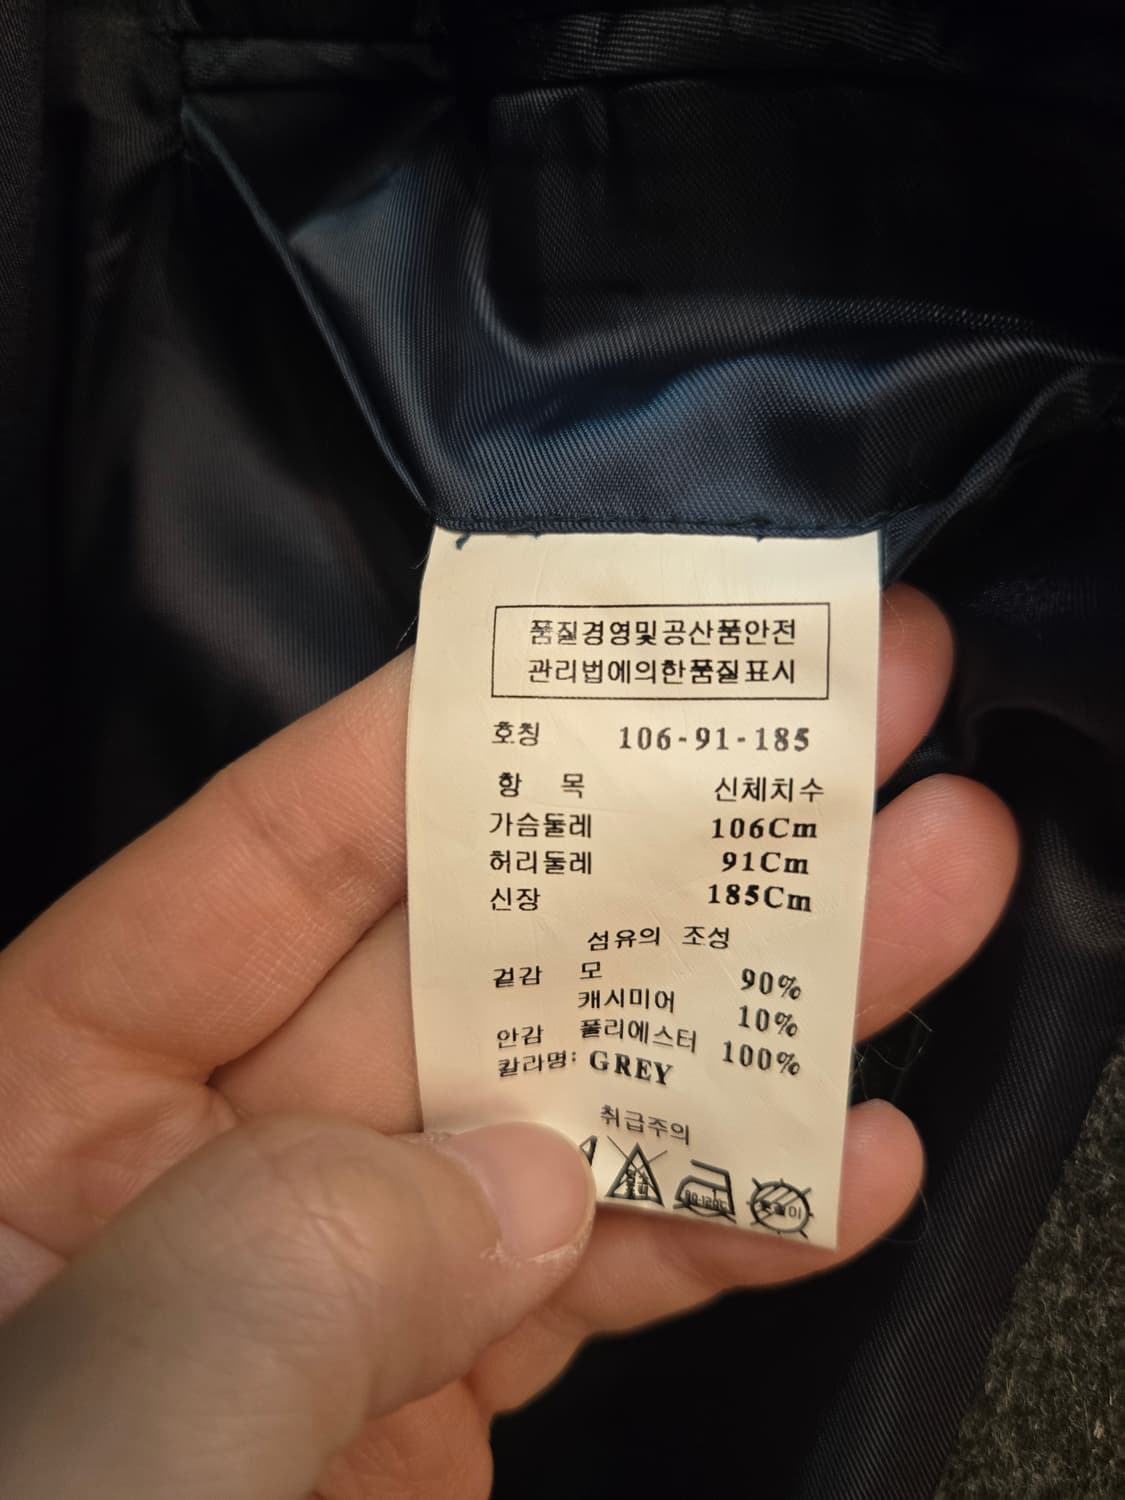 품질경영및공산품안전
관리법에의한품질표시
호칭 106-91-185
항 목 신체치수
가슴둘레 106Cm
허리둘레 91Cm
신장 185Cm
섬유의 조성
겉감 모 90%
캐시미어 10%
안감 폴리에스터 100%
칼라명: GREY
취급주의
80-120℃